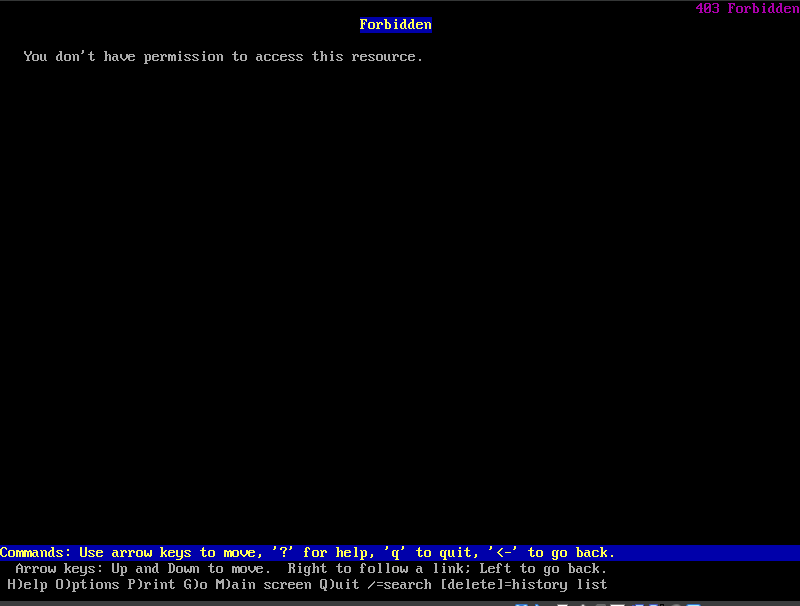 403 Forbidden
Forbidden
You don't have permission to access this resource.
Commands: Use arrow keys to move, '?' for help, 'q' to quit, '<-' to go back.
Arrow keys: Up and Down to move.  Right to follow a link; Left to go back.
H)elp O)ptions P)rint G)o M)ain screen Q)uit /=search [delete]=history list